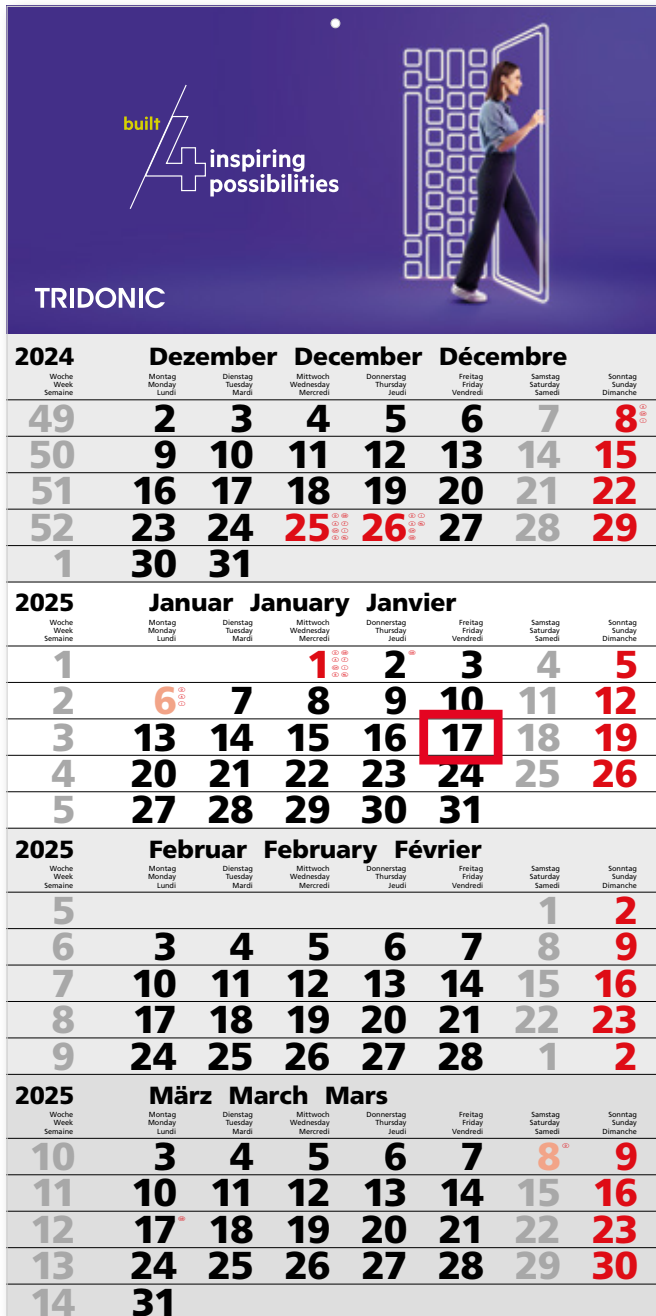 built
4 inspiring
possibilities
TRIDONIC
2024 Dezember December Décembre
Woche Montag Dienstag Mittwoch Donnerstag Freitag Samstag Sonntag
Week Monday Tuesday Wednesday Thursday Friday Saturday Sunday
Semaine Lundi Mardi Mercredi Jeudi Vendredi Samedi Dimanche
49 2 3 4 5 6 7 8
50 9 10 11 12 13 14 15
51 16 17 18 19 20 21 22
52 23 24 25 26 27 28 29
1 30 31
2025 Januar January Janvier
Woche Montag Dienstag Mittwoch Donnerstag Freitag Samstag Sonntag
Week Monday Tuesday Wednesday Thursday Friday Saturday Sunday
Semaine Lundi Mardi Mercredi Jeudi Vendredi Samedi Dimanche
1 1 2 3 4 5
2 6 7 8 9 10 11 12
3 13 14 15 16 17 18 19
4 20 21 22 23 24 25 26
5 27 28 29 30 31
2025 Februar February Février
Woche Montag Dienstag Mittwoch Donnerstag Freitag Samstag Sonntag
Week Monday Tuesday Wednesday Thursday Friday Saturday Sunday
Semaine Lundi Mardi Mercredi Jeudi Vendredi Samedi Dimanche
5 1 2
6 3 4 5 6 7 8 9
7 10 11 12 13 14 15 16
8 17 18 19 20 21 22 23
9 24 25 26 27 28 1 2
2025 März March Mars
Woche Montag Dienstag Mittwoch Donnerstag Freitag Samstag Sonntag
Week Monday Tuesday Wednesday Thursday Friday Saturday Sunday
Semaine Lundi Mardi Mercredi Jeudi Vendredi Samedi Dimanche
10 3 4 5 6 7 8 9
11 10 11 12 13 14 15 16
12 17 18 19 20 21 22 23
13 24 25 26 27 28 29 30
14 31